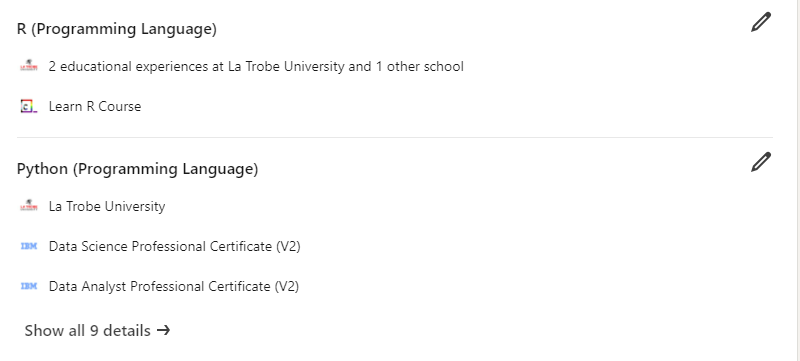 R (Programming Language)
2 educational experiences at La Trobe University and 1 other school
Learn R Course
Python (Programming Language)
La Trobe University
IBM Data Science Professional Certificate (V2)
IBM Data Analyst Professional Certificate (V2)
Show all 9 details →